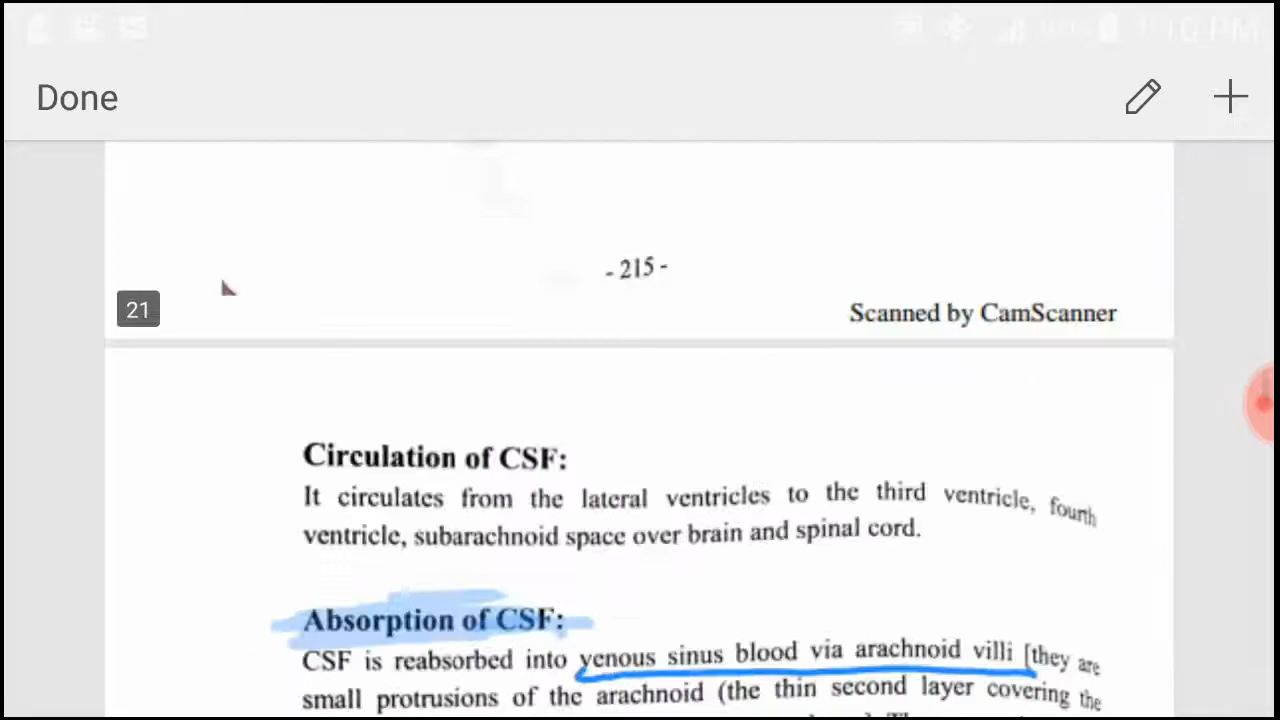 10 PM
Done
- 215 -
21
Scanned by CamScanner
Circulation of CSF:
It circulates from the lateral ventricles to the third ventricle, fourth
ventricle, subarachnoid space over brain and spinal cord.
Absorption of CSF:
CSF is reabsorbed into venous sinus blood via arachnoid villi [they are
small protrusions of the arachnoid (the thin second layer covering the